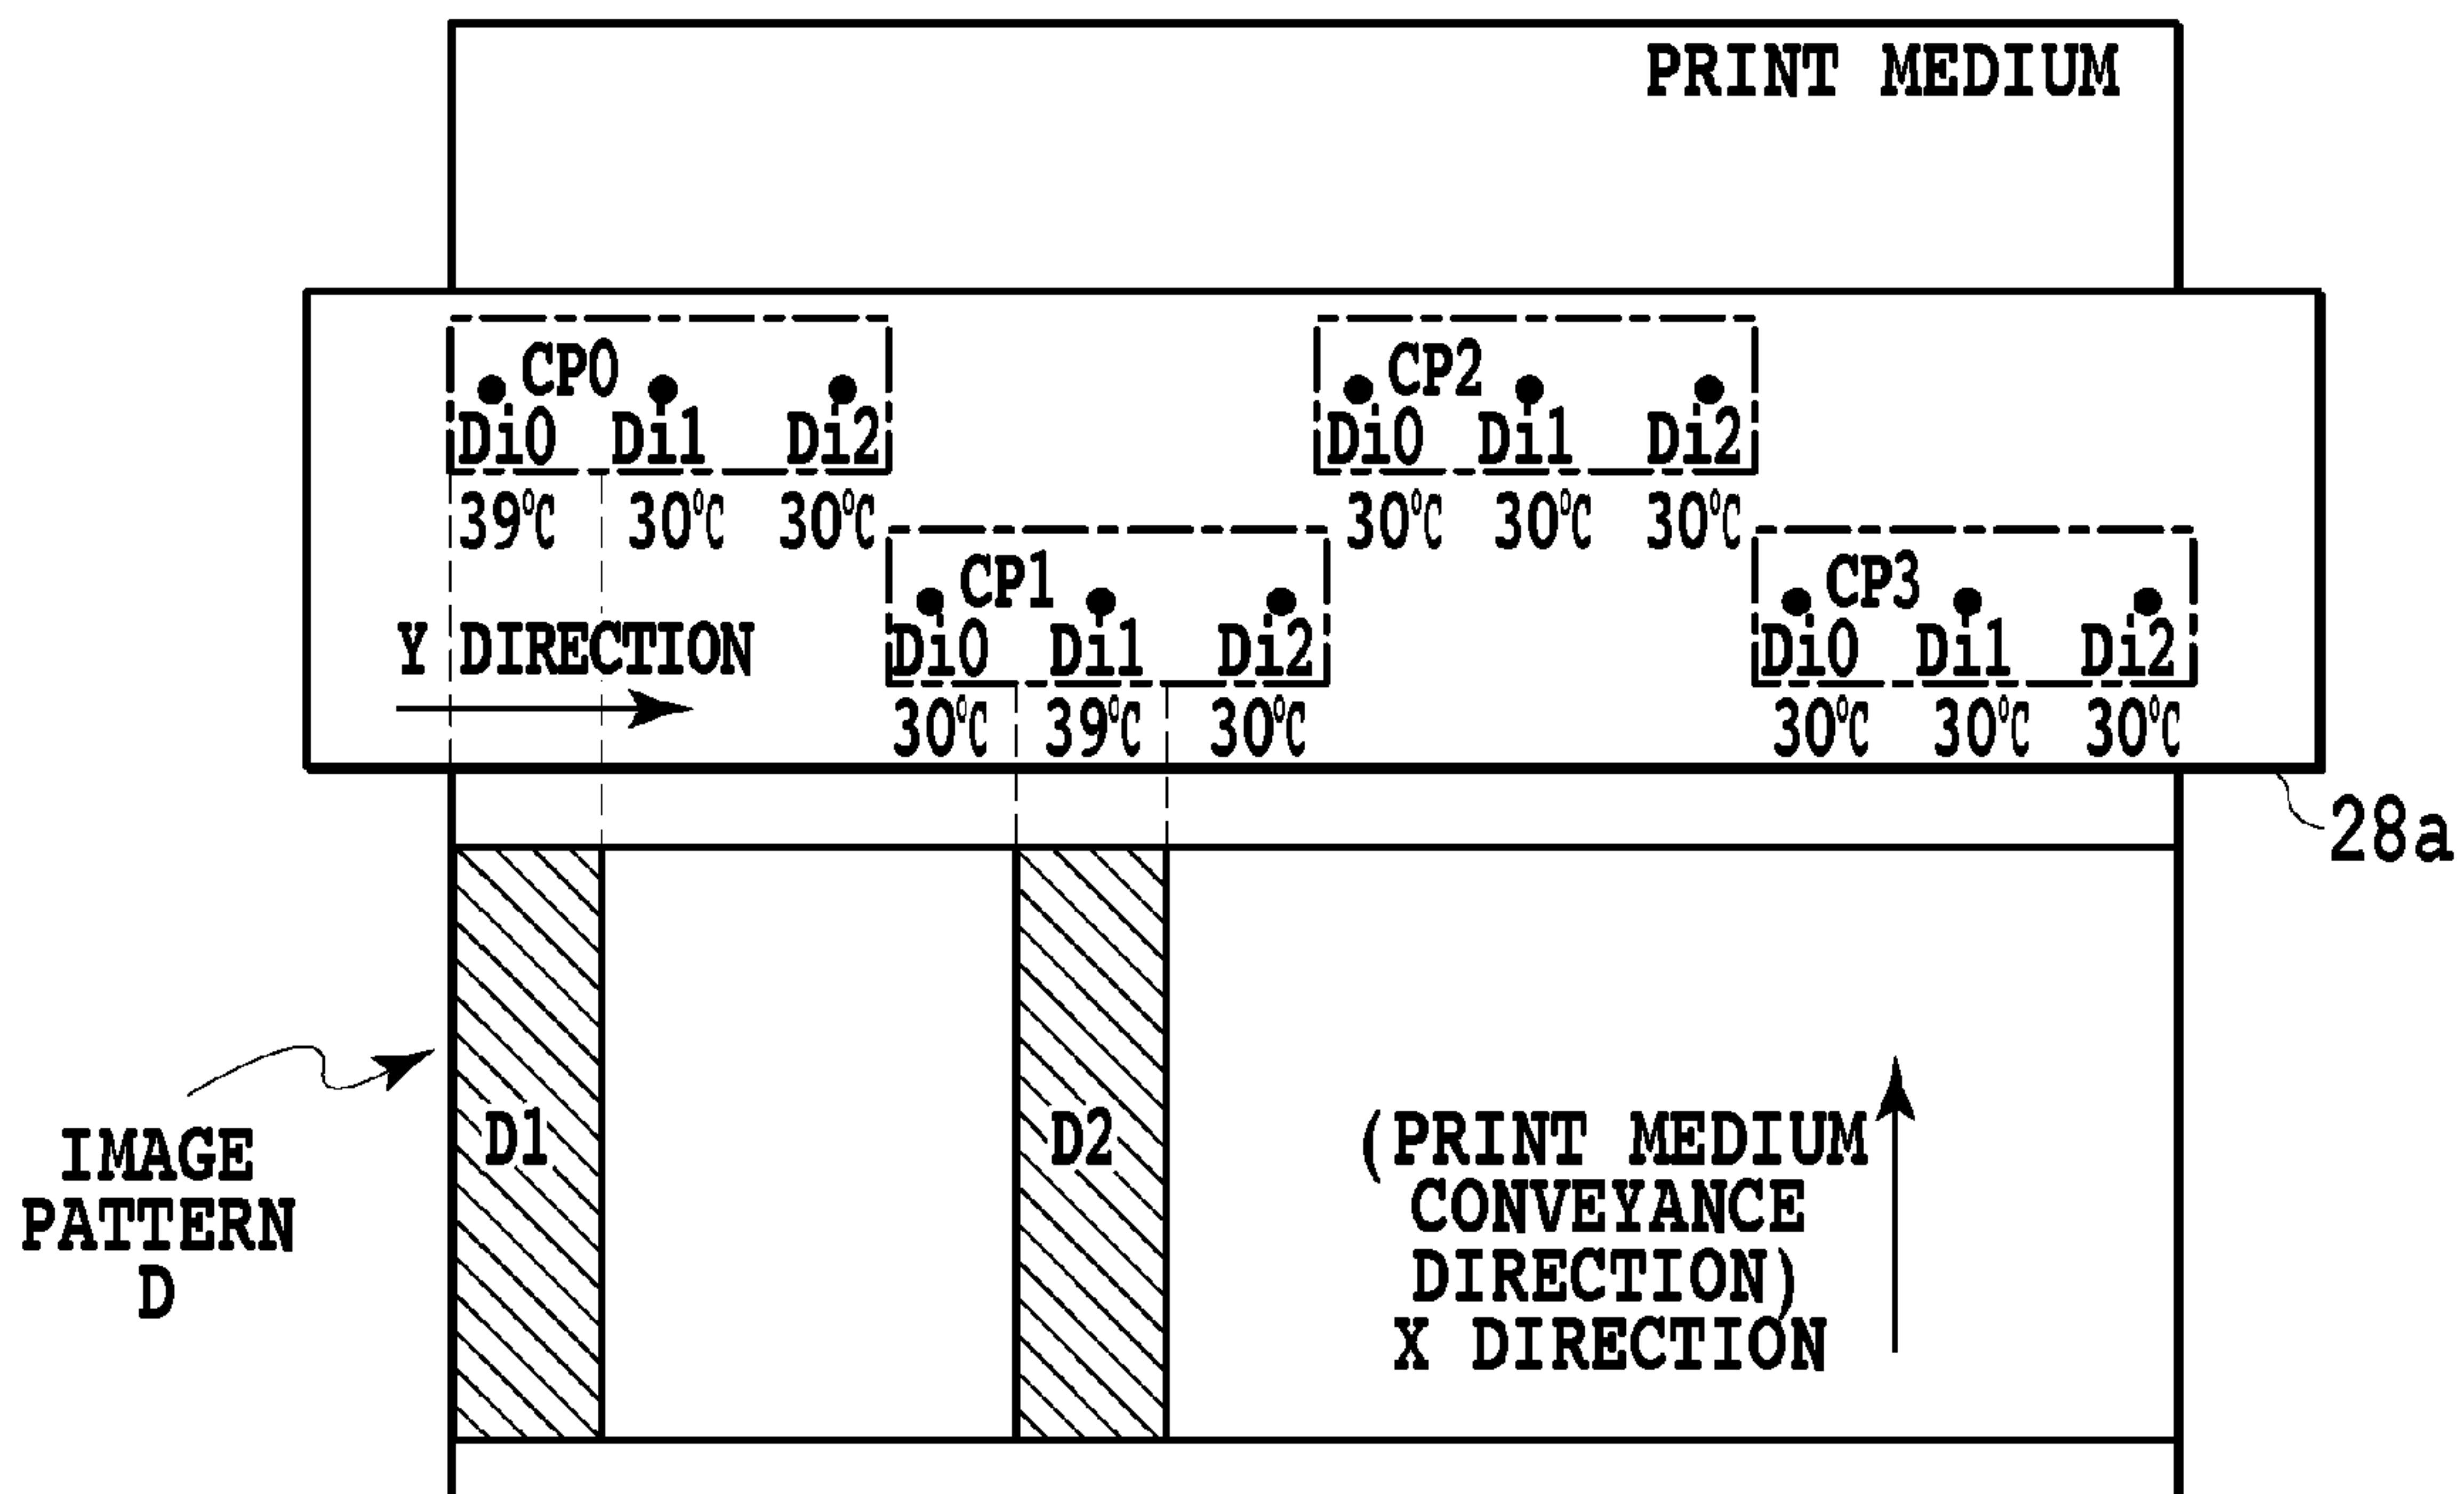 PRINT MEDIUM
CP0
Di0 Di1 Di2
39°C 30°C 30°C
CP2
Di0 Di1 Di2
30°C 30°C 30°C
CP1
Di0 Di1 Di2
30°C 39°C 30°C
CP3
Di0 Di1 Di2
30°C 30°C 30°C
Y DIRECTION
28a
IMAGE
PATTERN
D
D1
D2
(PRINT MEDIUM
CONVEYANCE
DIRECTION)
X DIRECTION